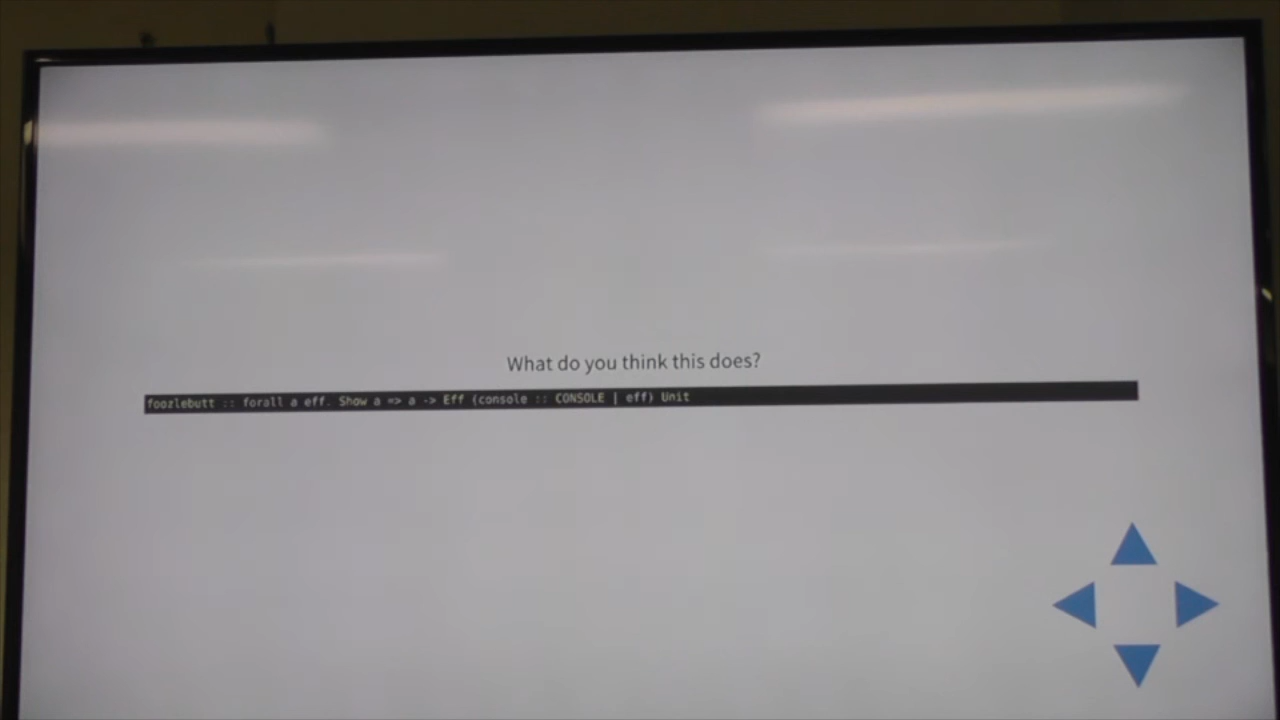 What do you think this does?
foozlebutt :: forall a eff. Show a => a -> Eff (console :: CONSOLE | eff) Unit